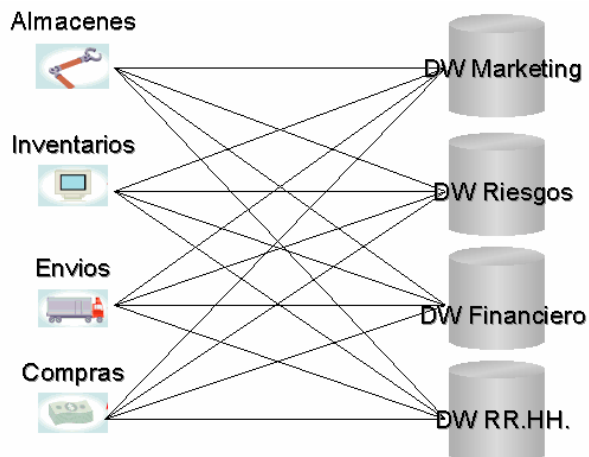 Almacenes
DW Marketing
Inventarios
DW Riesgos
Envios
DW Financiero
Compras
DW RR.HH.